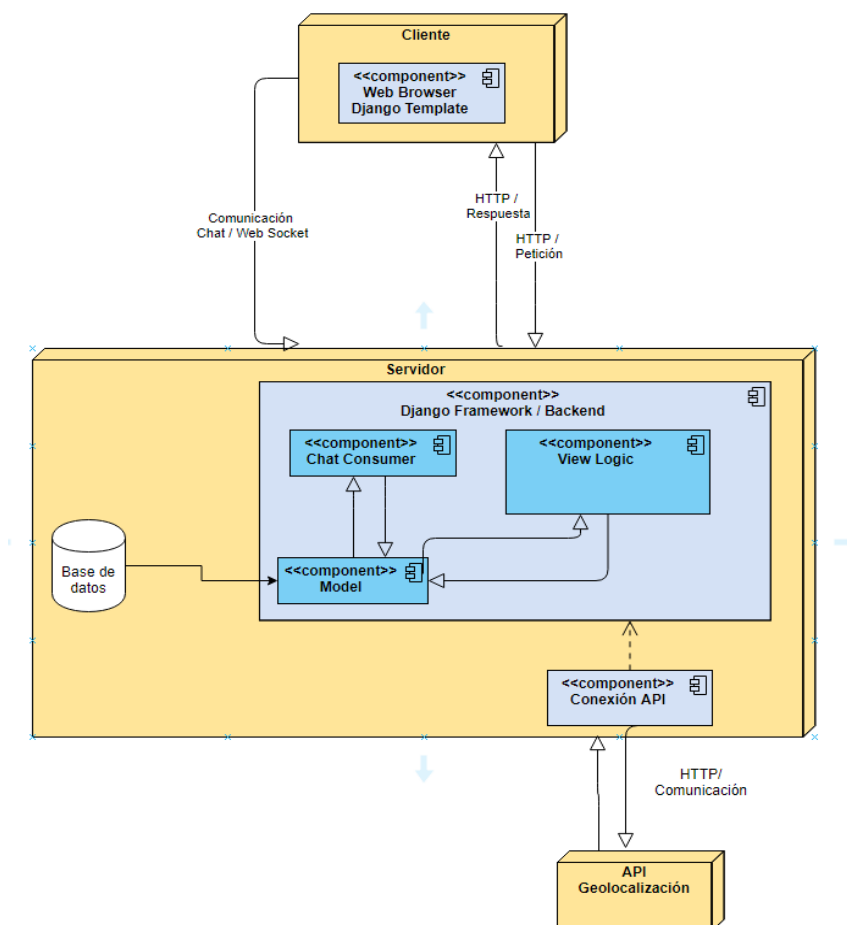 Cliente
<<component>>
Web Browser
Django Template
Comunicación
Chat / Web Socket
HTTP /
Respuesta
HTTP /
Petición
Servidor
<<component>>
Django Framework / Backend
<<component>>
Chat Consumer
<<component>>
View Logic
Base de
datos
<<component>>
Model
<<component>>
Conexión API
HTTP/
Comunicación
API
Geolocalización